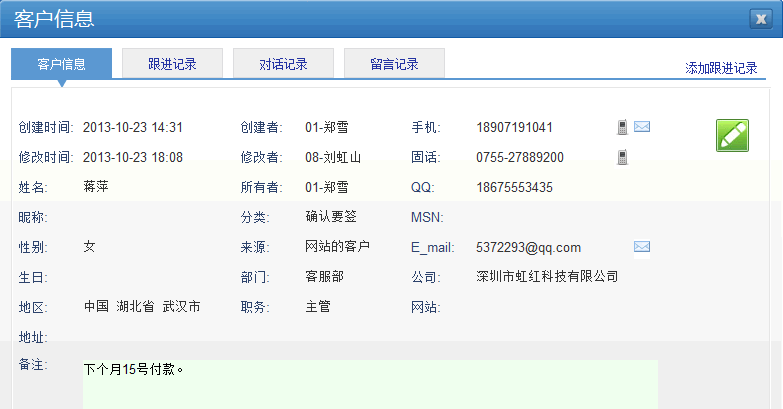 客户信息
客户信息 跟进记录 对话记录 留言记录 添加跟进记录
创建时间: 2013-10-23 14:31 创建者: 01-郑雪 手机: 18907191041
修改时间: 2013-10-23 18:08 修改者: 08-刘虹山 固话: 0755-27889200
姓名: 蒋萍 所有者: 01-郑雪 QQ: 18675553435
昵称: 分类: 确认要签 MSN:
性别: 女 来源: 网站的客户 E_mail: 5372293@qq.com
生日: 部门: 客服部 公司: 深圳市虹红科技有限公司
地区: 中国 湖北省 武汉市 职务: 主管 网站:
地址:
备注: 下个月15号付款。